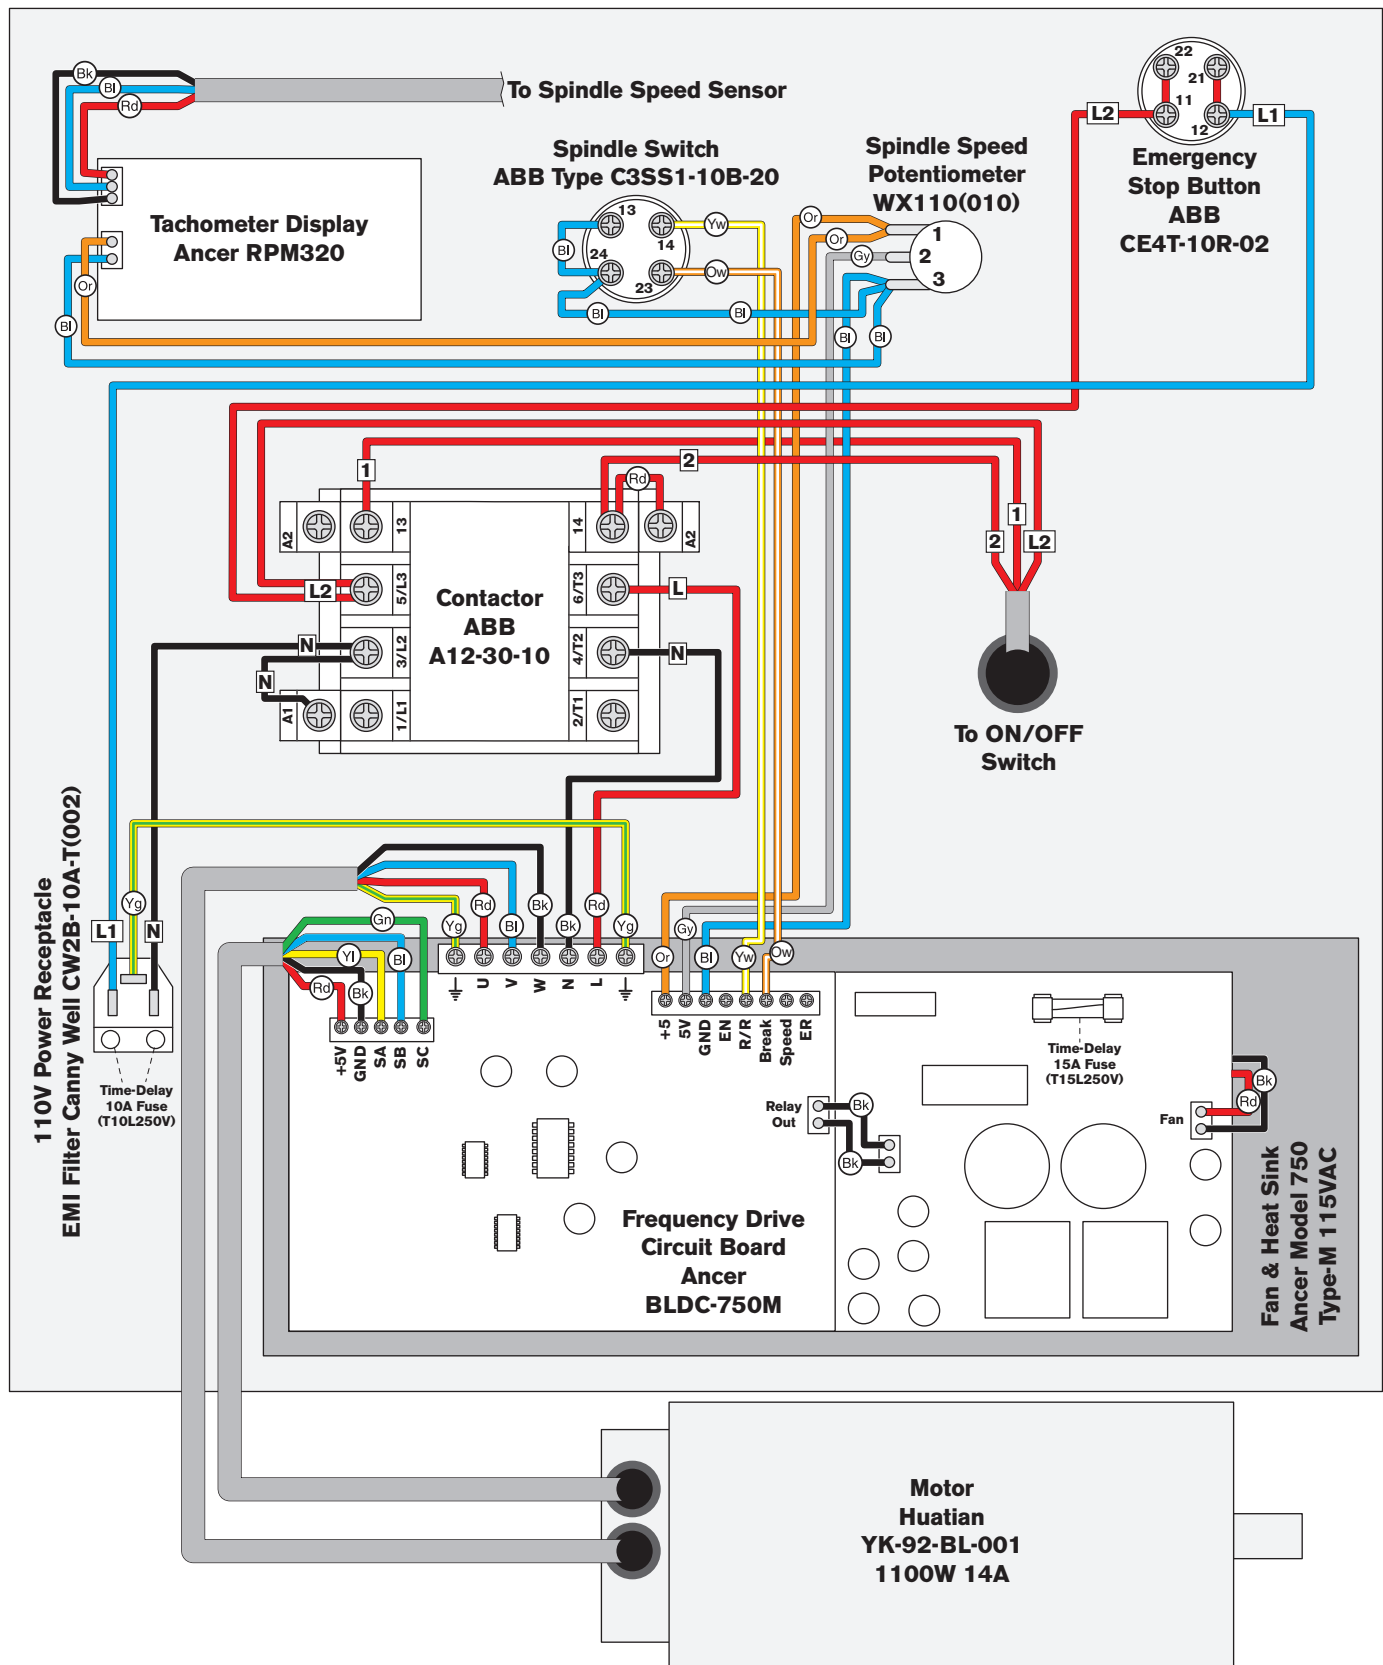 Bk
Bl
Rd
To Spindle Speed Sensor
22
21
11
12
L2
L1
Emergency
Stop Button
ABB
CE4T-10R-02
Spindle Switch
ABB Type C3SS1-10B-20
Spindle Speed
Potentiometer
WX110(010)
13
14
24
23
Bl
Yw
Ow
Bl
Bl
Or
Or
Gy
1
2
3
Bl
Bl
Tachometer Display
Ancer RPM320
Or
Bl
1
2
Rd
A2
13
14
A2
L2
5/L3
6/T3
L
Contactor
ABB
A12-30-10
N
3/L2
4/T2
N
N
A1
1/L1
2/T1
2
1
L2
To ON/OFF
Switch
110V Power Receptacle
EMI Filter Canny Well CW2B-10A-T(002)
L1
Yg
N
Time-Delay
10A Fuse
(T10L250V)
Gn
Yl
Bl
Rd
Bk
Yg
Rd
Bl
Bk
Bk
Rd
Yg
U
V
W
N
L
+5V
GND
SA
SB
SC
Or
Gy
Bl
Yw
Ow
+5
5V
GND
EN
R/R
Break
Speed
ER
Time-Delay
15A Fuse
(T15L250V)
Relay
Out
Bk
Bk
Fan
Bk
Rd
Frequency Drive
Circuit Board
Ancer
BLDC-750M
Fan & Heat Sink
Ancer Model 750
Type-M 115VAC
Motor
Huatian
YK-92-BL-001
1100W 14A